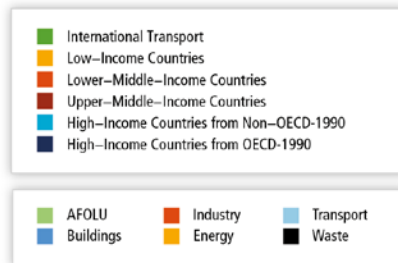 International Transport
Low–Income Countries
Lower–Middle–Income Countries
Upper–Middle–Income Countries
High–Income Countries from Non–OECD-1990
High–Income Countries from OECD-1990
AFOLU Industry Transport
Buildings Energy Waste